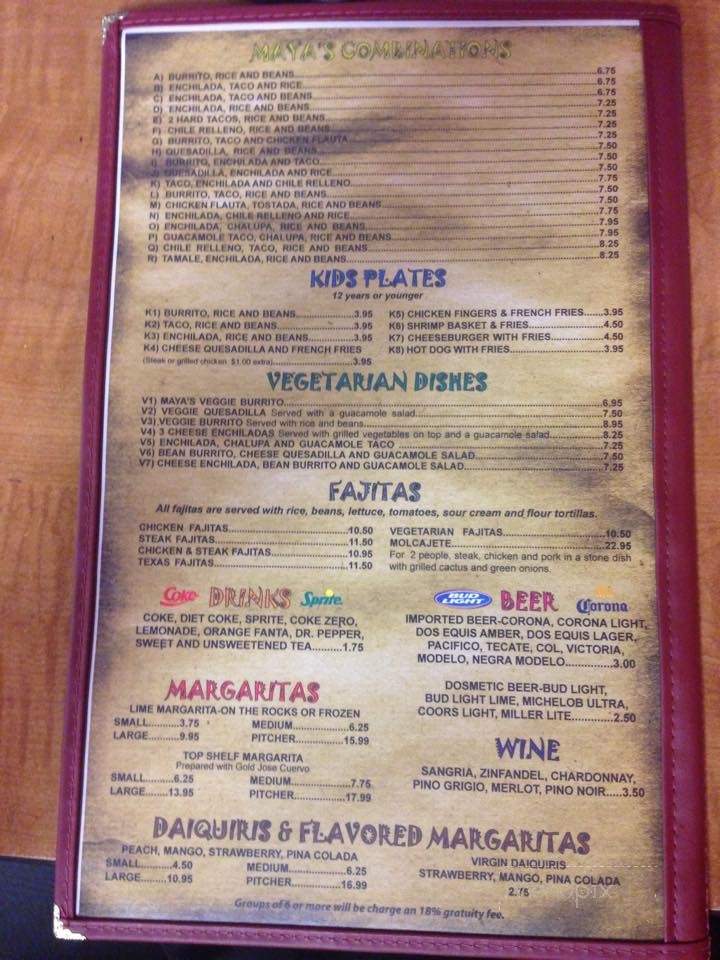 MAYA'S COMBINATIONS
A) BURRITO, RICE AND BEANS...6.75
B) ENCHILADA, TACO AND RICE...6.75
C) ENCHILADA, TACO AND BEANS...6.75
D) ENCHILADA, RICE AND BEANS...7.25
E) 2 HARD TACOS, RICE AND BEANS...7.25
F) CHILE RELLENO, RICE AND BEANS...7.25
G) BURRITO, TACO AND CHICKEN FLAUTA...7.25
H) QUESADILLA, RICE AND BEANS...7.50
I) BURRITO, ENCHILADA AND TACO...7.50
J) QUESADILLA, ENCHILADA AND RICE...7.50
K) TACO, ENCHILADA AND CHILE RELLENO...7.75
L) BURRITO, TACO, RICE AND BEANS...7.50
M) CHICKEN FLAUTA, TOSTADA, RICE AND BEANS...7.50
N) ENCHILADA, CHILE RELLENO AND RICE...7.75
O) ENCHILADA, CHALUPA, RICE AND BEANS...7.95
P) GUACAMOLE TACO, CHALUPA, RICE AND BEANS...7.95
Q) CHILE RELLENO, TACO, RICE AND BEANS...8.25
R) TAMALE, ENCHILADA, RICE AND BEANS...8.25
KIDS PLATES
12 years or younger
K1) BURRITO, RICE AND BEANS...3.95
K2) TACO, RICE AND BEANS...3.95
K3) ENCHILADA, RICE AND BEANS...3.95
K4) CHEESE QUESADILLA AND FRENCH FRIES
(Steak or grilled chicken $1.00 extra)...3.95
K5) CHICKEN FINGERS & FRENCH FRIES...3.95
K6) SHRIMP BASKET & FRIES...4.50
K7) CHEESEBURGER WITH FRIES...4.50
K8) HOT DOG WITH FRIES...3.95
VEGETARIAN DISHES
V1) MAYA'S VEGGIE BURRITO...6.95
V2) VEGGIE QUESADILLA Served with a guacamole salad...7.50
V3).VEGGIE BURRITO Served with rice and beans...8.95
V4) 3 CHEESE ENCHILADAS Served with grilled vegetables on top and a guacamole salad...8.25
V5) ENCHILADA, CHALUPA AND GUACAMOLE TACO...7.25
V6) BEAN BURRITO, CHEESE QUESADILLA AND GUACAMOLE SALAD...7.50
V7) CHEESE ENCHILADA, BEAN BURRITO AND GUACAMOLE SALAD...7.25
FAJITAS
All fajitas are served with rice, beans, lettuce, tomatoes, sour cream and flour tortillas.
CHICKEN FAJITAS...10.50
STEAK FAJITAS...11.50
CHICKEN & STEAK FAJITAS...10.95
TEXAS FAJITAS...11.50
VEGETARIAN FAJITAS...10.50
MOLCAJETE...22.95
For 2 people, steak, chicken and pork in a stone dish
with grilled cactus and green onions.
Coke DRINKS Sprite
COKE, DIET COKE, SPRITE, COKE ZERO,
LEMONADE, ORANGE FANTA, DR. PEPPER,
SWEET AND UNSWEETENED TEA...1.75
BUD LIGHT BEER Corona
IMPORTED BEER-CORONA, CORONA LIGHT,
DOS EQUIS AMBER, DOS EQUIS LAGER,
PACIFICO, TECATE, COL, VICTORIA,
MODELO, NEGRA MODELO...3.00
DOSMETIC BEER-BUD LIGHT,
BUD LIGHT LIME, MICHELOB ULTRA,
COORS LIGHT, MILLER LITE...2.50
MARGARITAS
LIME MARGARITA-ON THE ROCKS OR FROZEN
SMALL...3.75 MEDIUM...6.25
LARGE...9.95 PITCHER...15.99
TOP SHELF MARGARITA
Prepared with Gold Jose Cuervo
SMALL...6.25 MEDIUM...7.75
LARGE...13.95 PITCHER...17.99
WINE
SANGRIA, ZINFANDEL, CHARDONNAY,
PINO GRIGIO, MERLOT, PINO NOIR...3.50
DAIQUIRIS & FLAVORED MARGARITAS
PEACH, MANGO, STRAWBERRY, PINA COLADA
SMALL...4.50 MEDIUM...6.25
LARGE...10.95 PITCHER...16.99
VIRGIN DAIQUIRIS
STRAWBERRY, MANGO, PINA COLADA
2.75
Groups of 6 or more will be charge an 18% gratuity fee.